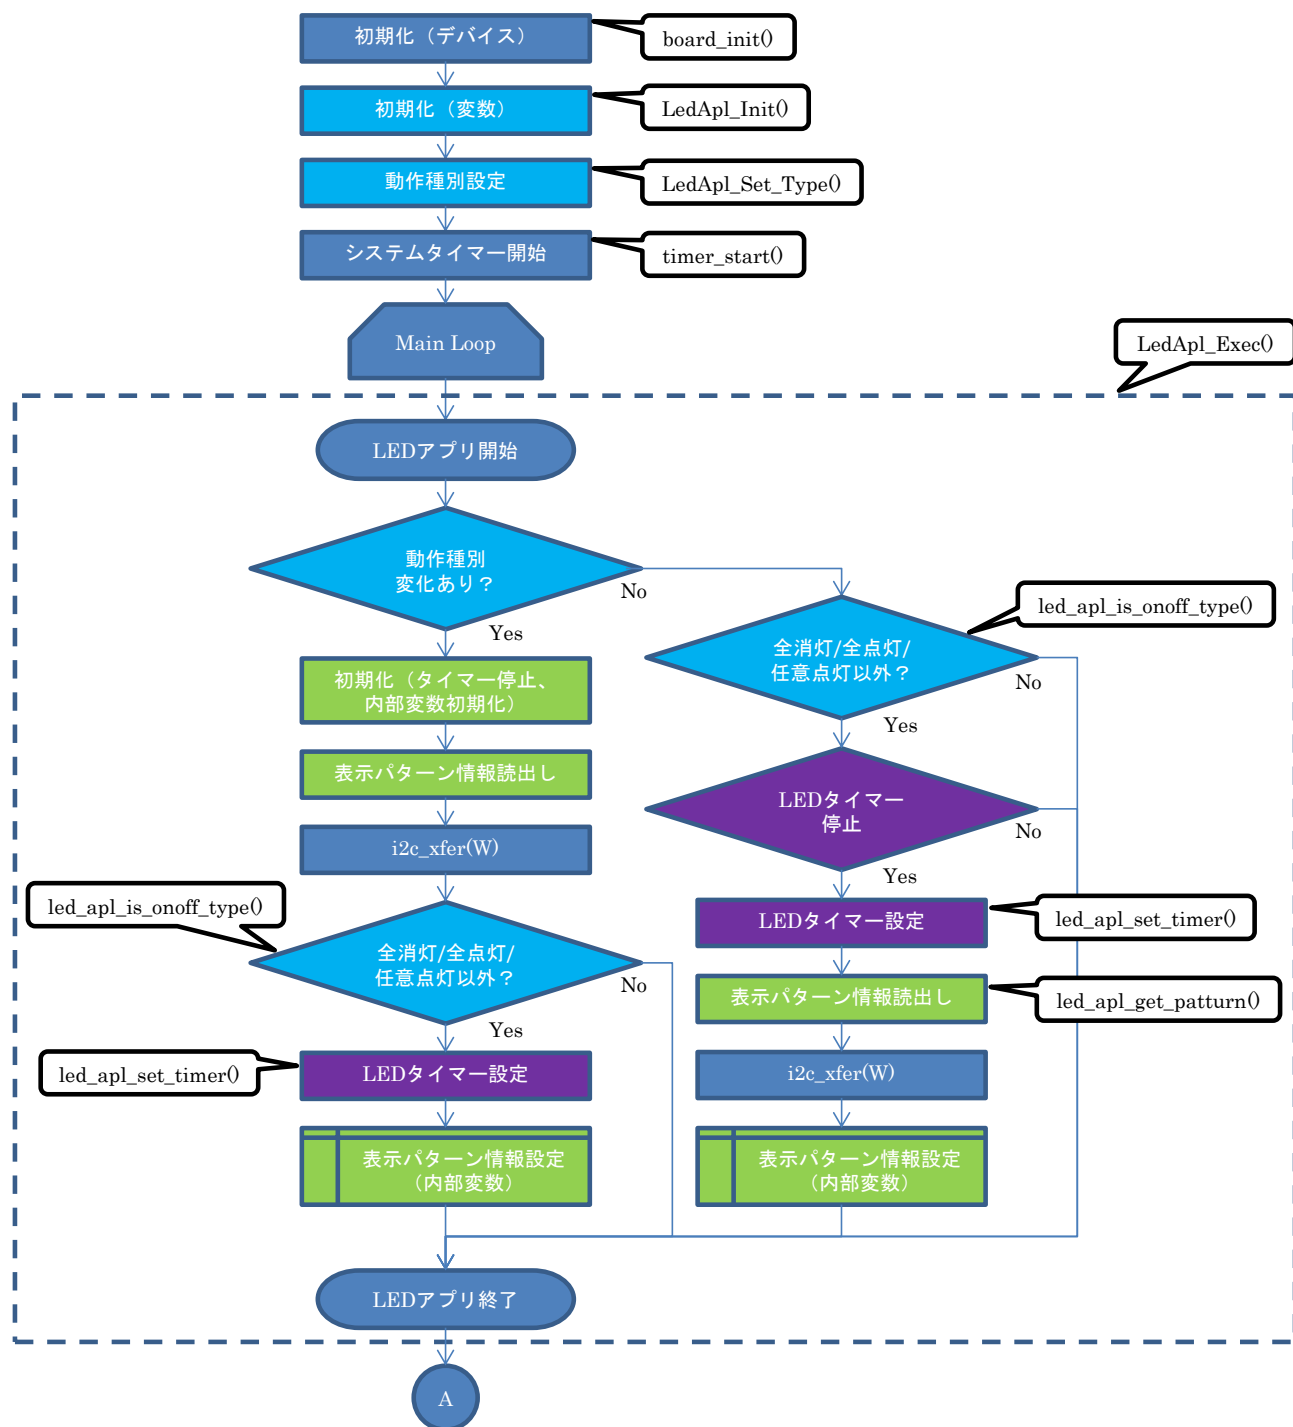 初期化（デバイス）
board_init()
初期化（変数）
LedApl_Init()
動作種別設定
LedApl_Set_Type()
システムタイマー開始
timer_start()
Main Loop
LedApl_Exec()
LEDアプリ開始
動作種別
変化あり？
No
Yes
led_apl_is_onoff_type()
全消灯/全点灯/
任意点灯以外？
No
Yes
初期化（タイマー停止、
内部変数初期化）
表示パターン情報読出し
LEDタイマー
停止
No
Yes
i2c_xfer(W)
led_apl_is_onoff_type()
全消灯/全点灯/
任意点灯以外？
No
Yes
LEDタイマー設定
led_apl_set_timer()
表示パターン情報読出し
led_apl_get_patturn()
led_apl_set_timer()
LEDタイマー設定
i2c_xfer(W)
表示パターン情報設定
（内部変数）
表示パターン情報設定
（内部変数）
LEDアプリ終了
A